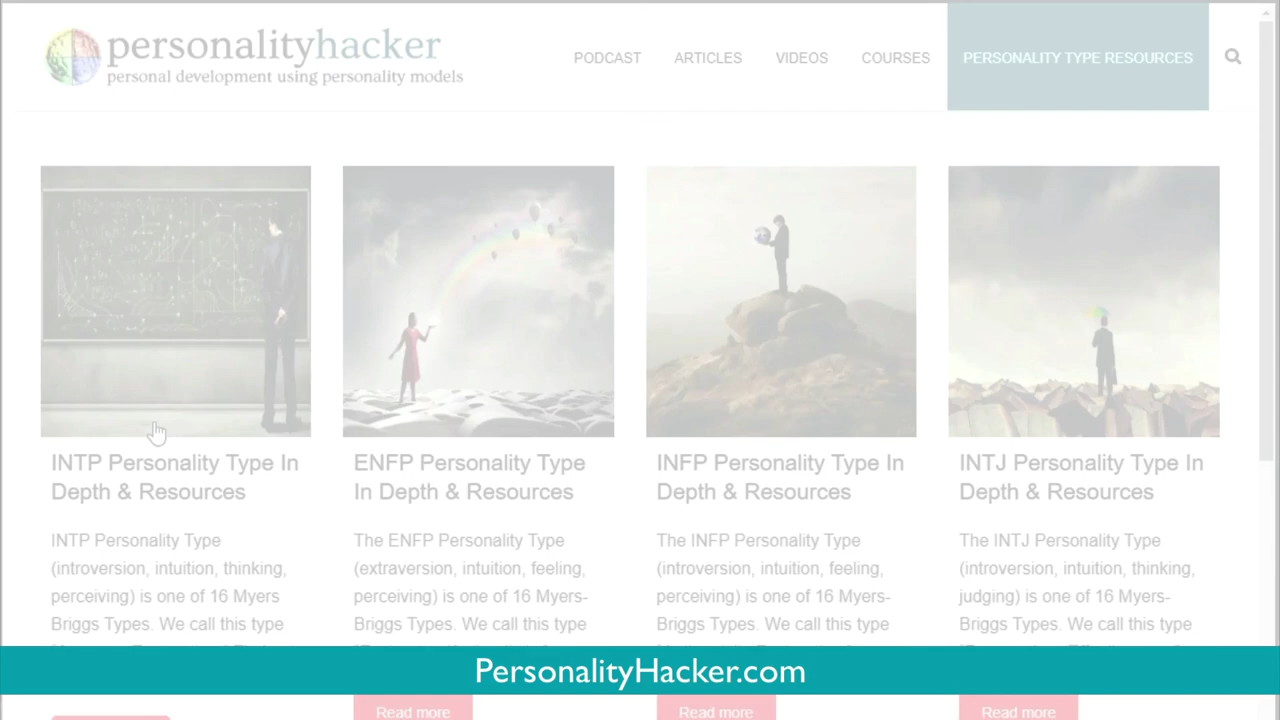 personalityhacker
personal development using personality models
PODCAST ARTICLES VIDEOS COURSES PERSONALITY TYPE RESOURCES
INTP Personality Type In
Depth & Resources
INTP Personality Type
(introversion, intuition, thinking,
perceiving) is one of 16 Myers
Briggs Types. We call this type
ENFP Personality Type
In Depth & Resources
The ENFP Personality Type
(extraversion, intuition, feeling,
perceiving) is one of 16 Myers-
Briggs Types. We call this type
Read more
INFP Personality Type In
Depth & Resources
The INFP Personality Type
(introversion, intuition, feeling,
perceiving) is one of 16 Myers-
Briggs Types. We call this type
Read more
INTJ Personality Type In
Depth & Resources
The INTJ Personality Type
(introversion, intuition, thinking,
judging) is one of 16 Myers-
Briggs Types. We call this type
Read more
PersonalityHacker.com